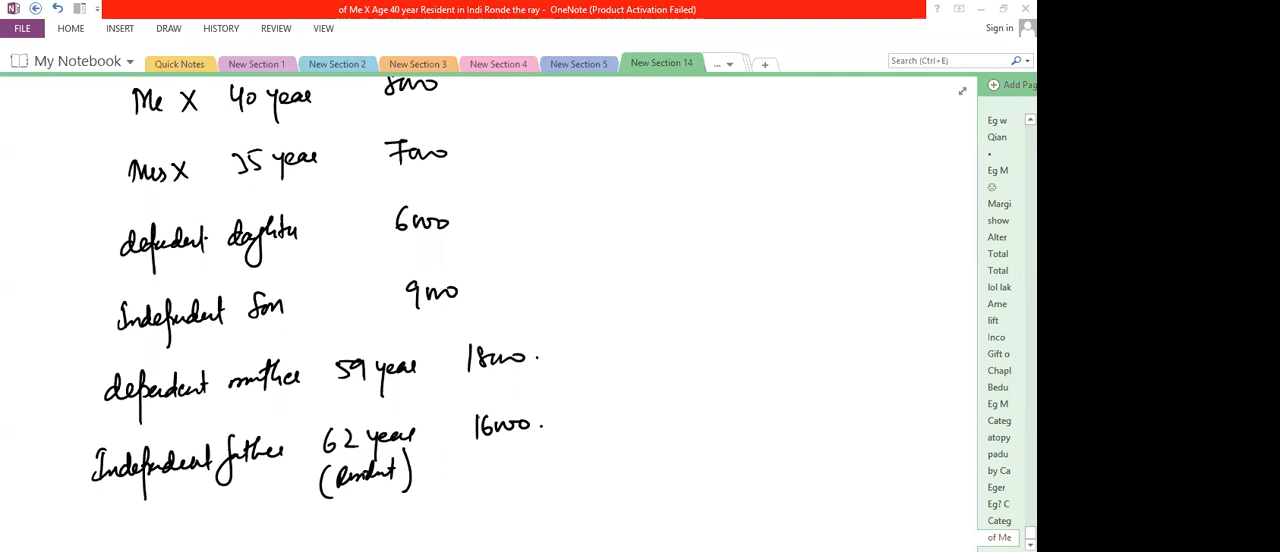 of Me X Age 40 year Resident in Indi Ronde the ray - OneNote (Product Activation Failed)
Sign in
FILE HOME INSERT DRAW HISTORY REVIEW VIEW
My Notebook Quick Notes New Section 1 New Section 2 New Section 3 New Section 4 New Section 5 New Section 14 ... + Search (Ctrl+E)
Add Pag
Me X 40 year 8000
Mrs X 35 year 7000
dependent daughter 6000
Independent Son 9000
dependent mother 59 year 18000.
Independent father 62 year 16000.
(Resident)
Eg w
Qian
•
Eg M
☹
Margi
show
Alter
Total
Total
lol lak
Ame
lift
Inco
Gift o
Chapl
Bedu
Eg M
Categ
atopy
padu
by Ca
Eger
Eg? C
Categ
of Me